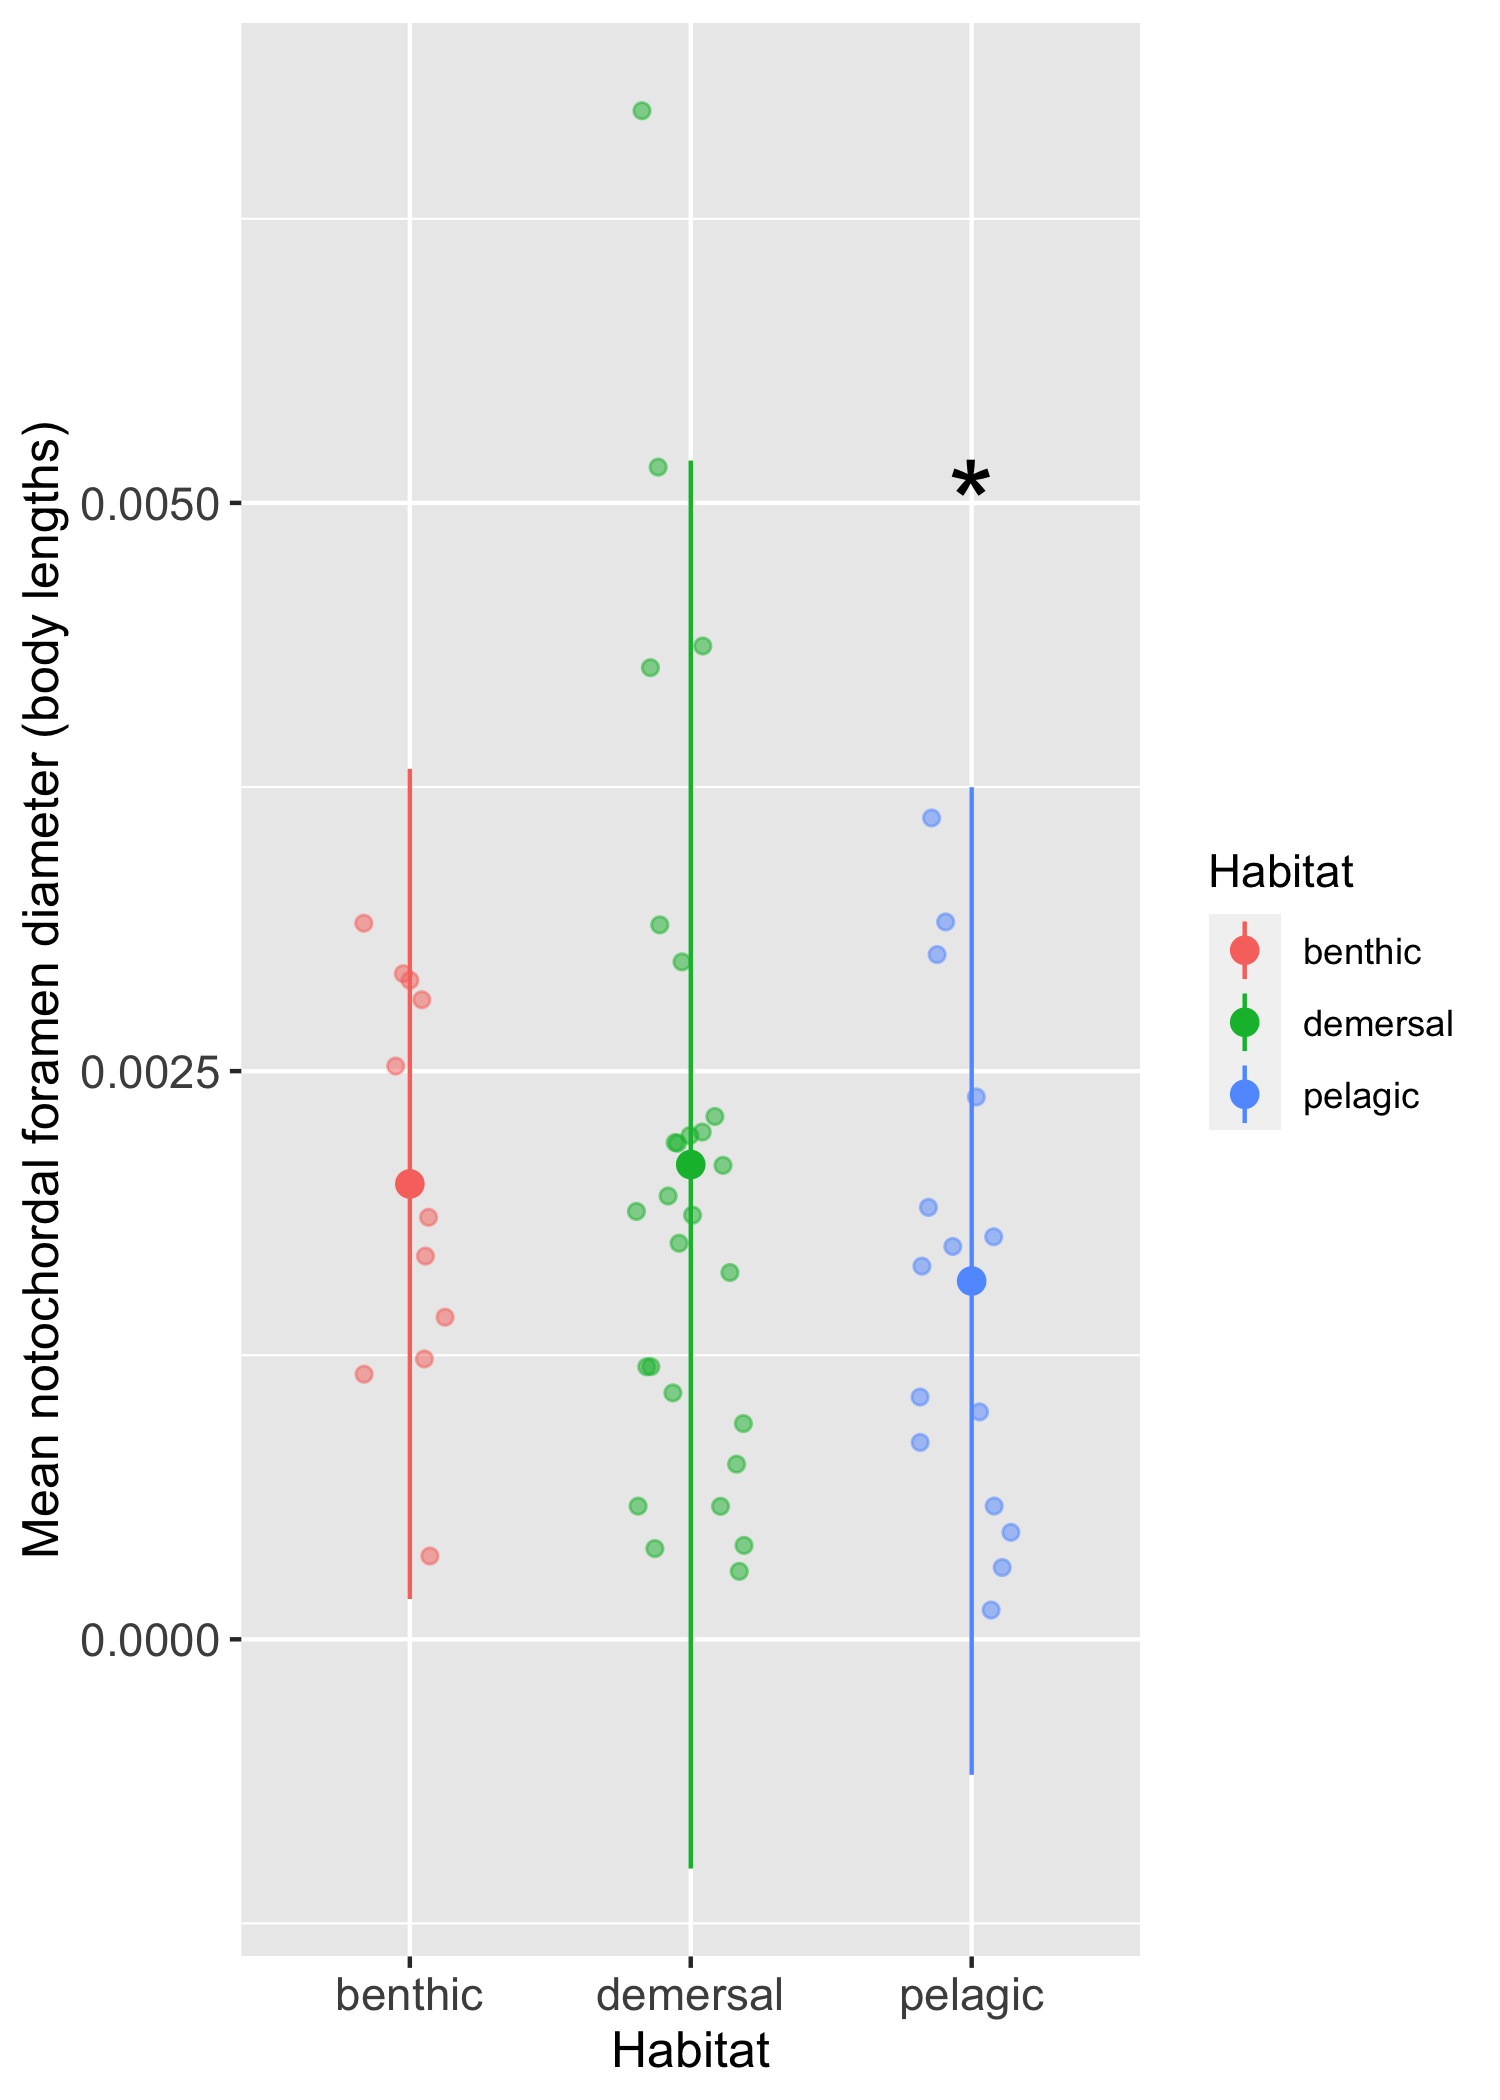 Mean notochordal foramen diameter (body lengths)
0.0050
0.0025
0.0000
*
benthic
demersal
pelagic
Habitat
Habitat
benthic
demersal
pelagic